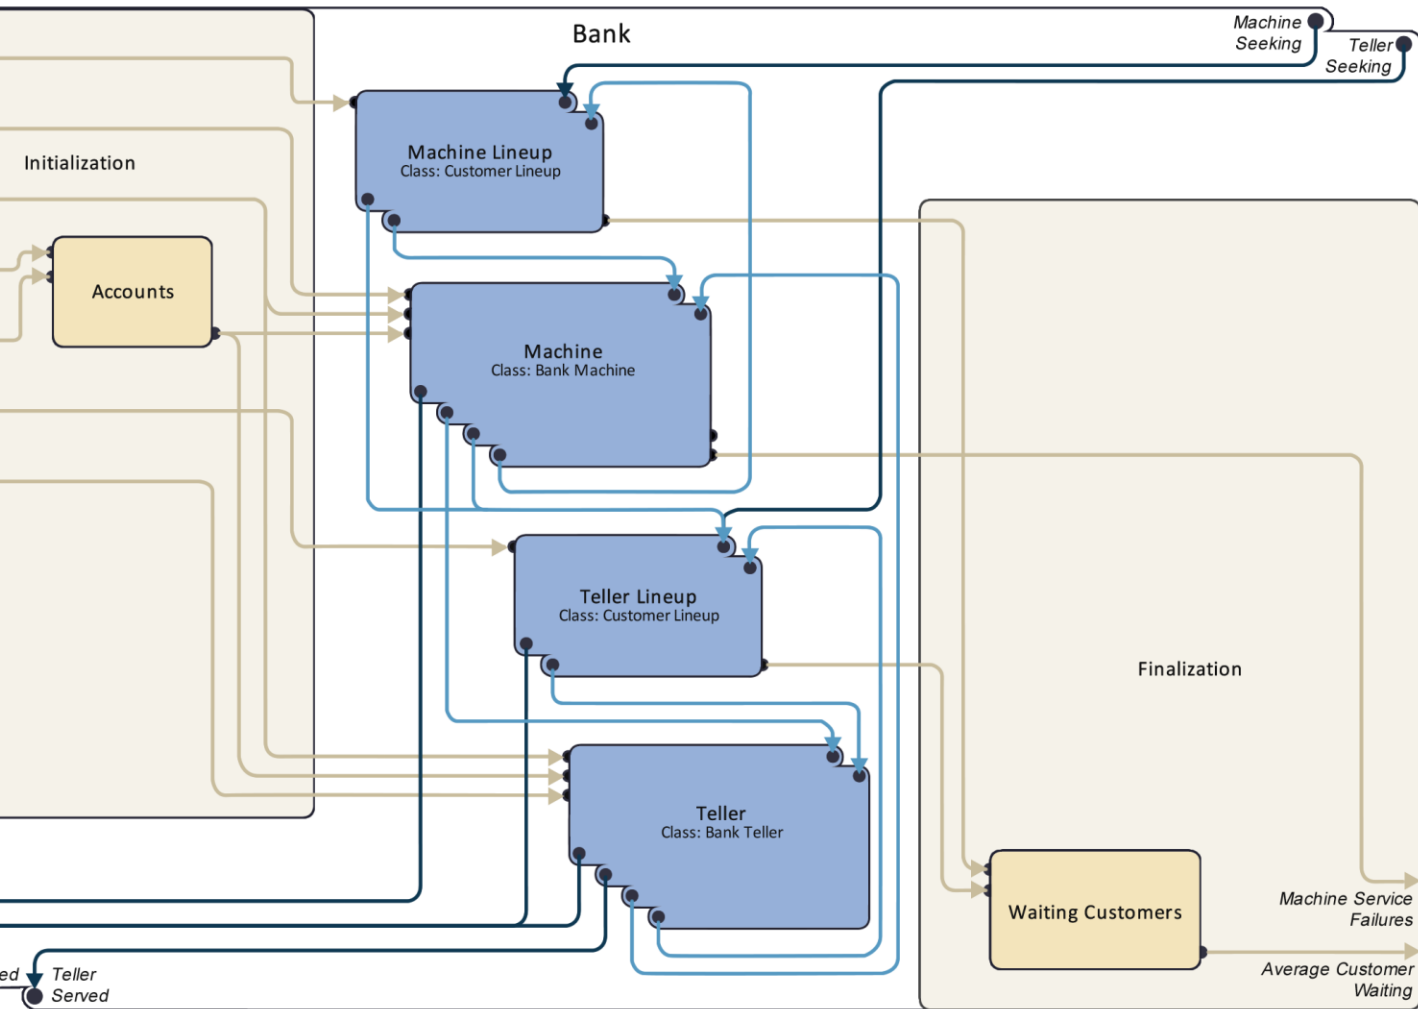 Bank
Machine
Seeking
Teller
Seeking
Initialization
Machine Lineup
Class: Customer Lineup
Accounts
Machine
Class: Bank Machine
Teller Lineup
Class: Customer Lineup
Finalization
Teller
Class: Bank Teller
Waiting Customers
Machine Service
Failures
Average Customer
Waiting
Teller
Served